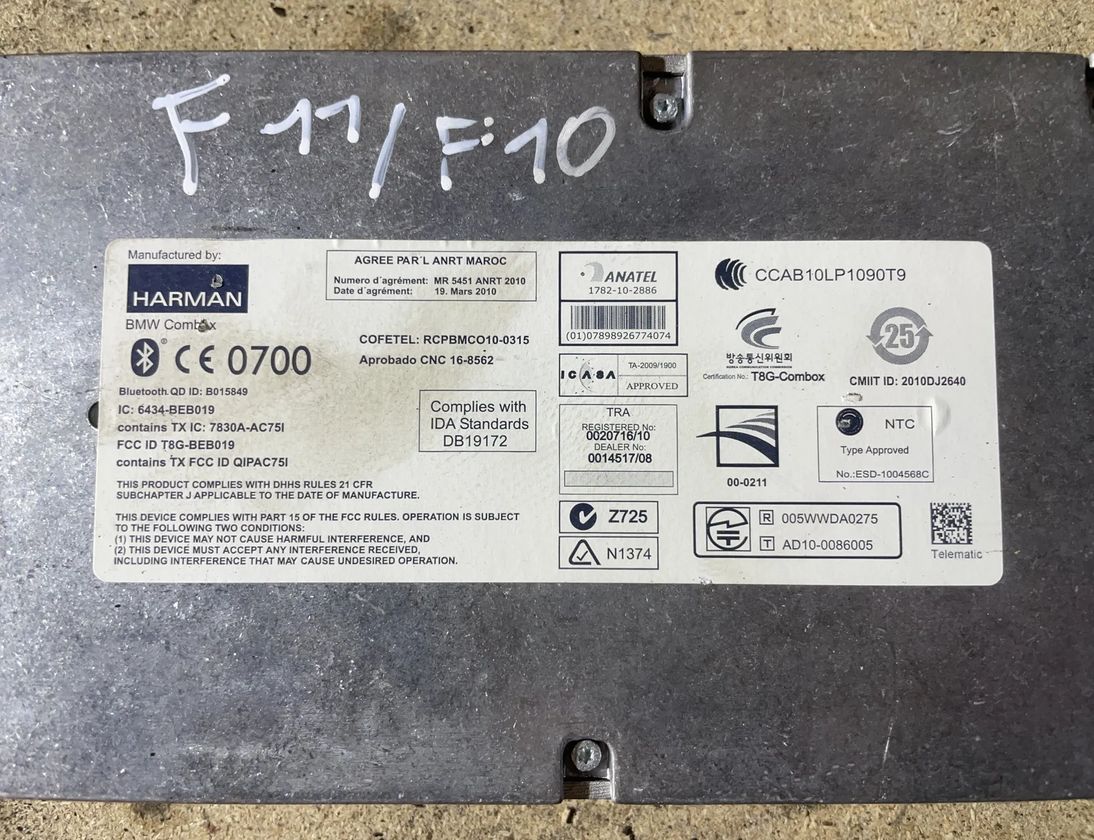 F11/F10
Manufactured by:
HARMAN
BMW Combox
CE 0700
Bluetooth QD ID: B015849
IC: 6434-BEB019
contains TX IC: 7830A-AC75I
FCC ID T8G-BEB019
contains TX FCC ID QIPAC75I
THIS PRODUCT COMPLIES WITH DHHS RULES 21 CFR
SUBCHAPTER J APPLICABLE TO THE DATE OF MANUFACTURE.
THIS DEVICE COMPLIES WITH PART 15 OF THE FCC RULES. OPERATION IS SUBJECT
TO THE FOLLOWING TWO CONDITIONS:
(1) THIS DEVICE MAY NOT CAUSE HARMFUL INTERFERENCE, AND
(2) THIS DEVICE MUST ACCEPT ANY INTERFERENCE RECEIVED,
INCLUDING INTERFERENCE THAT MAY CAUSE UNDESIRED OPERATION.
AGREE PAR´L ANRT MAROC
Numero d´agrément: MR 5451 ANRT 2010
Date d´agrément: 19. Mars 2010
COFETEL: RCPBMCO10-0315
Aprobado CNC 16-8562
Complies with
IDA Standards
DB19172
ANATEL
1782-10-2886
(01)07898926774074
ICASA
TA-2009/1900
APPROVED
TRA
REGISTERED No:
0020716/10
DEALER No:
0014517/08
Z725
N1374
CCAB10LP1090T9
방송통신위원회
KOREA COMMUNICATIONS COMMISSION
Certification No.: T8G-Combox
25
CMIIT ID: 2010DJ2640
00-0211
NTC
Type Approved
No.:ESD-1004568C
R 005WWDA0275
T AD10-0086005
Telematic